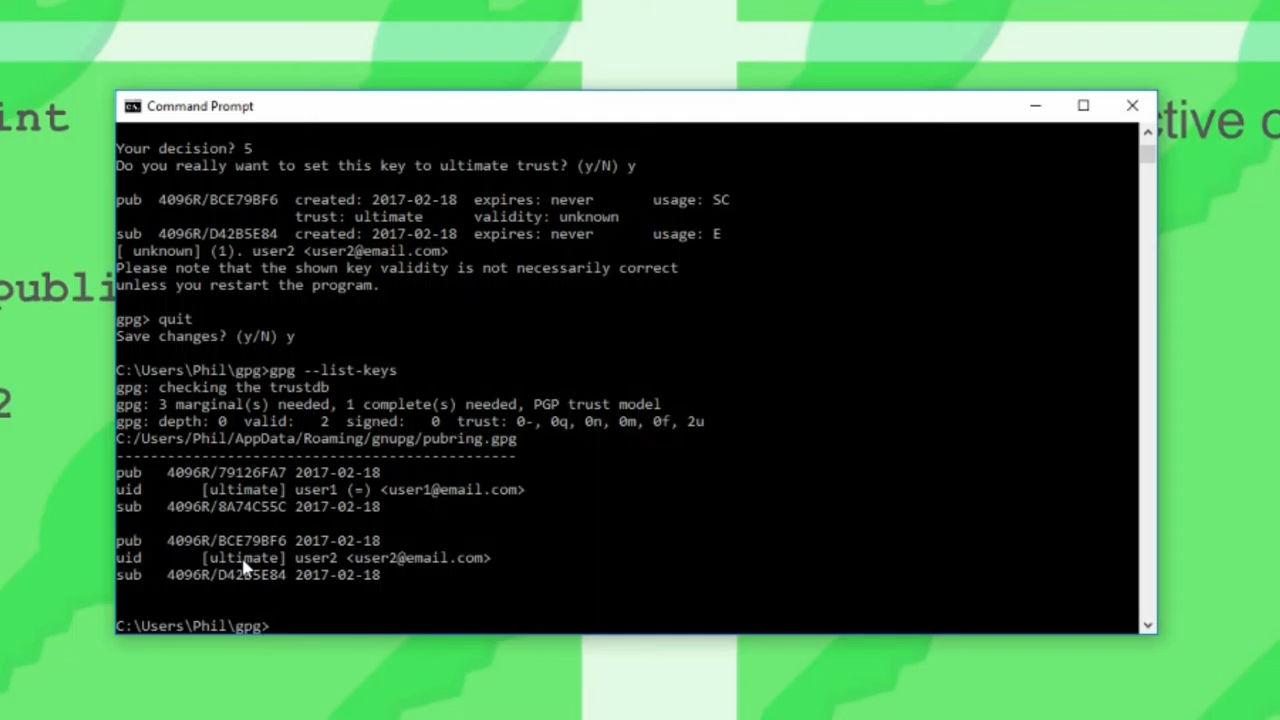 int
publi
2
tive c
Command Prompt
Your decision? 5
Do you really want to set this key to ultimate trust? (y/N) y
pub  4096R/BCE79BF6  created: 2017-02-18  expires: never       usage: SC
trust: ultimate      validity: unknown
sub  4096R/D42B5E84  created: 2017-02-18  expires: never       usage: E
[ unknown] (1). user2 <user2@email.com>
Please note that the shown key validity is not necessarily correct
unless you restart the program.
gpg> quit
Save changes? (y/N) y
C:\Users\Phil\gpg>gpg --list-keys
gpg: checking the trustdb
gpg: 3 marginal(s) needed, 1 complete(s) needed, PGP trust model
gpg: depth: 0  valid:   2  signed:   0  trust: 0-, 0q, 0n, 0m, 0f, 2u
C:/Users/Phil/AppData/Roaming/gnupg/pubring.gpg
-----------------------------------------------
pub   4096R/79126FA7 2017-02-18
uid       [ultimate] user1 (=) <user1@email.com>
sub   4096R/8A74C55C 2017-02-18
pub   4096R/BCE79BF6 2017-02-18
uid       [ultimate] user2 <user2@email.com>
sub   4096R/D42B5E84 2017-02-18
C:\Users\Phil\gpg>